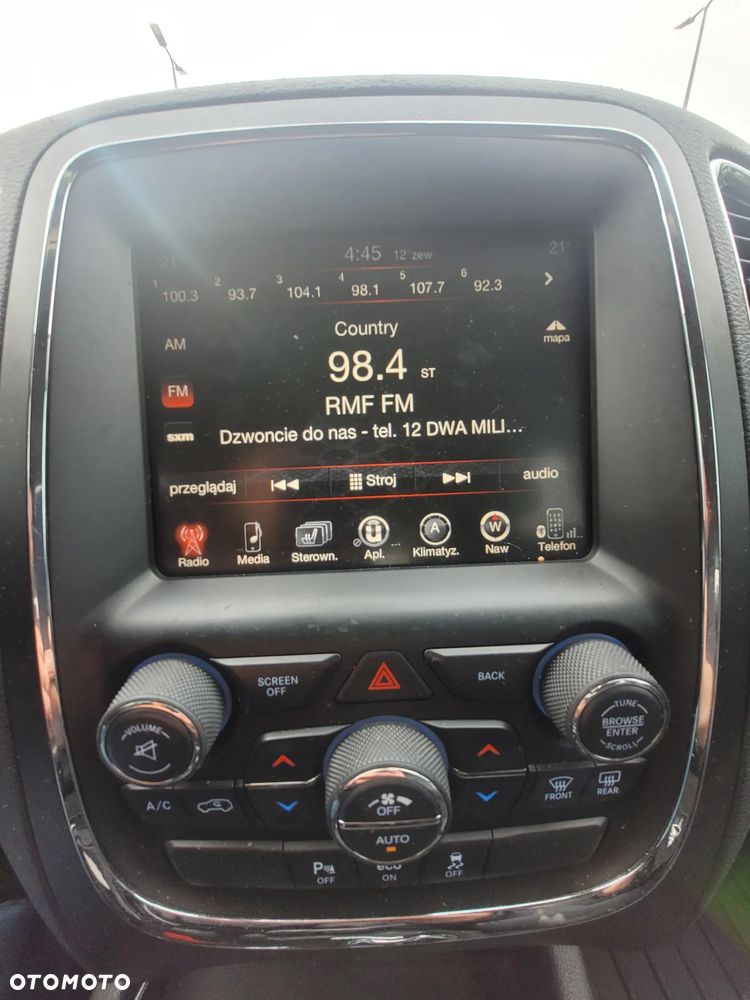 21 4:45 12°zew 21°
1 100.3 2 93.7 3 104.1 4 98.1 5 107.7 6 92.3
Country
mapa
AM
98.4 ST
FM
RMF FM
sxm
Dzwoncie do nas - tel. 12 DWA MILI...
przeglądaj Stroj audio
Radio Media Sterown. Apl. ... A Klimatyz. W Naw Telefon
SCREEN OFF
BACK
VOLUME
TUNE
BROWSE
ENTER
SCROLL
A/C
OFF
AUTO
FRONT
REAR
P OFF
eco ON
OFF
OTOMOTO